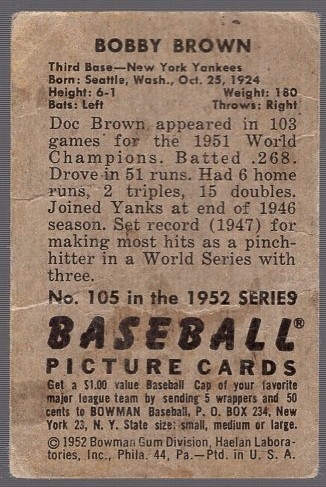 BOBBY BROWN
Third Base—New York Yankees
Born: Seattle, Wash., Oct. 25, 1924
Height: 6-1 Weight: 180
Bats: Left Throws: Right
Doc Brown appeared in 103
games for the 1951 World
Champions. Batted .268.
Drove in 51 runs. Had 6 home
runs, 2 triples, 15 doubles.
Joined Yanks at end of 1946
season. Set record (1947) for
making most hits as a pinch-
hitter in a World Series with
three.
No. 105 in the 1952 SERIES
BASEBALL®
PICTURE CARDS
Get a $1.00 value Baseball Cap of your favorite
major league team by sending 5 wrappers and 50
cents to BOWMAN Baseball, P. O. BOX 234, New
York 23, N. Y. State size: small, medium or large.
©1952 Bowman Gum Division, Haelan Labora-
tories, Inc., Phila. 44, Pa.—Ptd. in U.S.A.